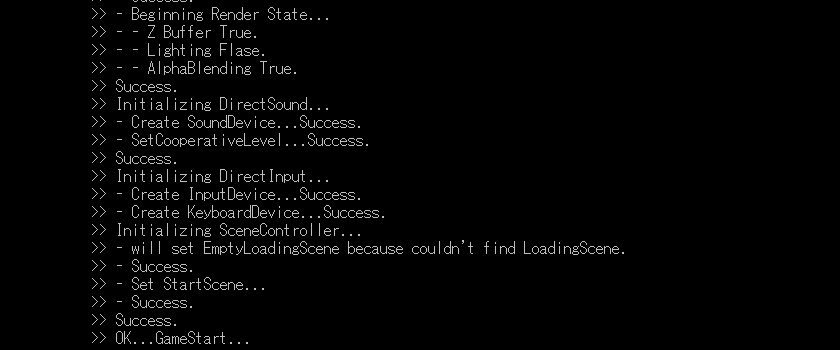 >> Success.
>> - Beginning Render State...
>> - - Z Buffer True.
>> - - Lighting Flase.
>> - - AlphaBlending True.
>> Success.
>> Initializing DirectSound...
>> - Create SoundDevice...Success.
>> - SetCooperativeLevel...Success.
>> Success.
>> Initializing DirectInput...
>> - Create InputDevice...Success.
>> - Create KeyboardDevice...Success.
>> Initializing SceneController...
>> - will set EmptyLoadingScene because couldn't find LoadingScene.
>> - Success.
>> - Set StartScene...
>> - Success.
>> Success.
>> OK...GameStart...